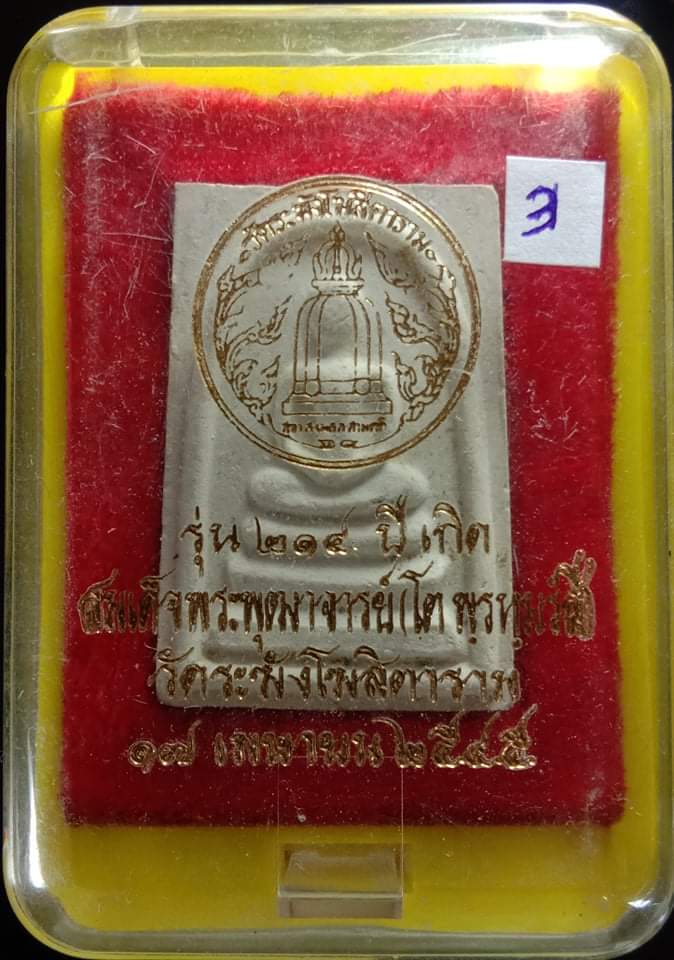 วัดระฆังโฆสิตาราม
๒๔
ว
รุ่น ๒๑๔ ปี เกิด
สมเด็จพระพุฒาจารย์ (โต พฺรหฺมรังสี)
วัดระฆังโฆสิตาราม
๑๗ เมษายน ๒๕๔๕